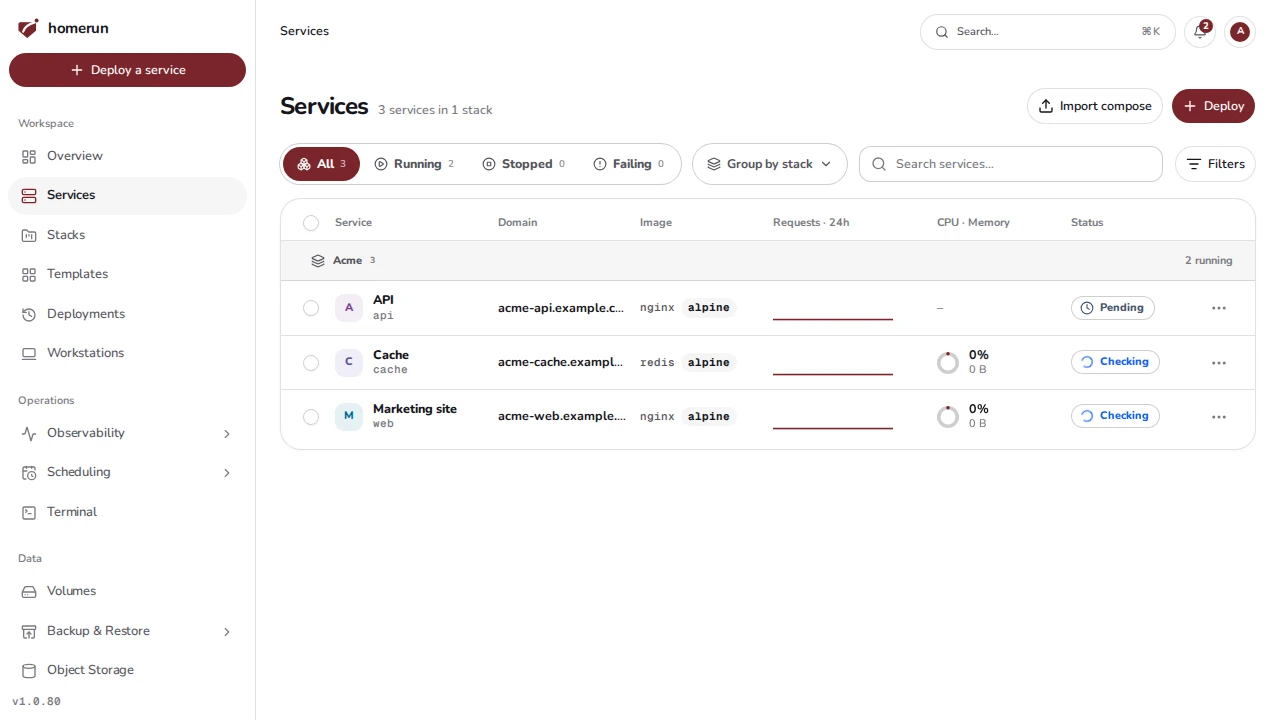 homerun
Deploy a service
Workspace
Overview
Services
Stacks
Templates
Deployments
Workstations
Operations
Observability
Scheduling
Terminal
Data
Volumes
Backup & Restore
Object Storage
v1.0.80
Services
Search... ⌘K
2
A
Services 3 services in 1 stack
Import compose
Deploy
All 3
Running 2
Stopped 0
Failing 0
Group by stack
Search services...
Filters
Service Domain Image Requests · 24h CPU · Memory Status
Acme 3 2 running
A API acme-api.example.c... nginx alpine – Pending
api
C Cache acme-cache.exampl... redis alpine 0% Checking
cache 0 B
M Marketing site acme-web.example.... nginx alpine 0% Checking
web 0 B